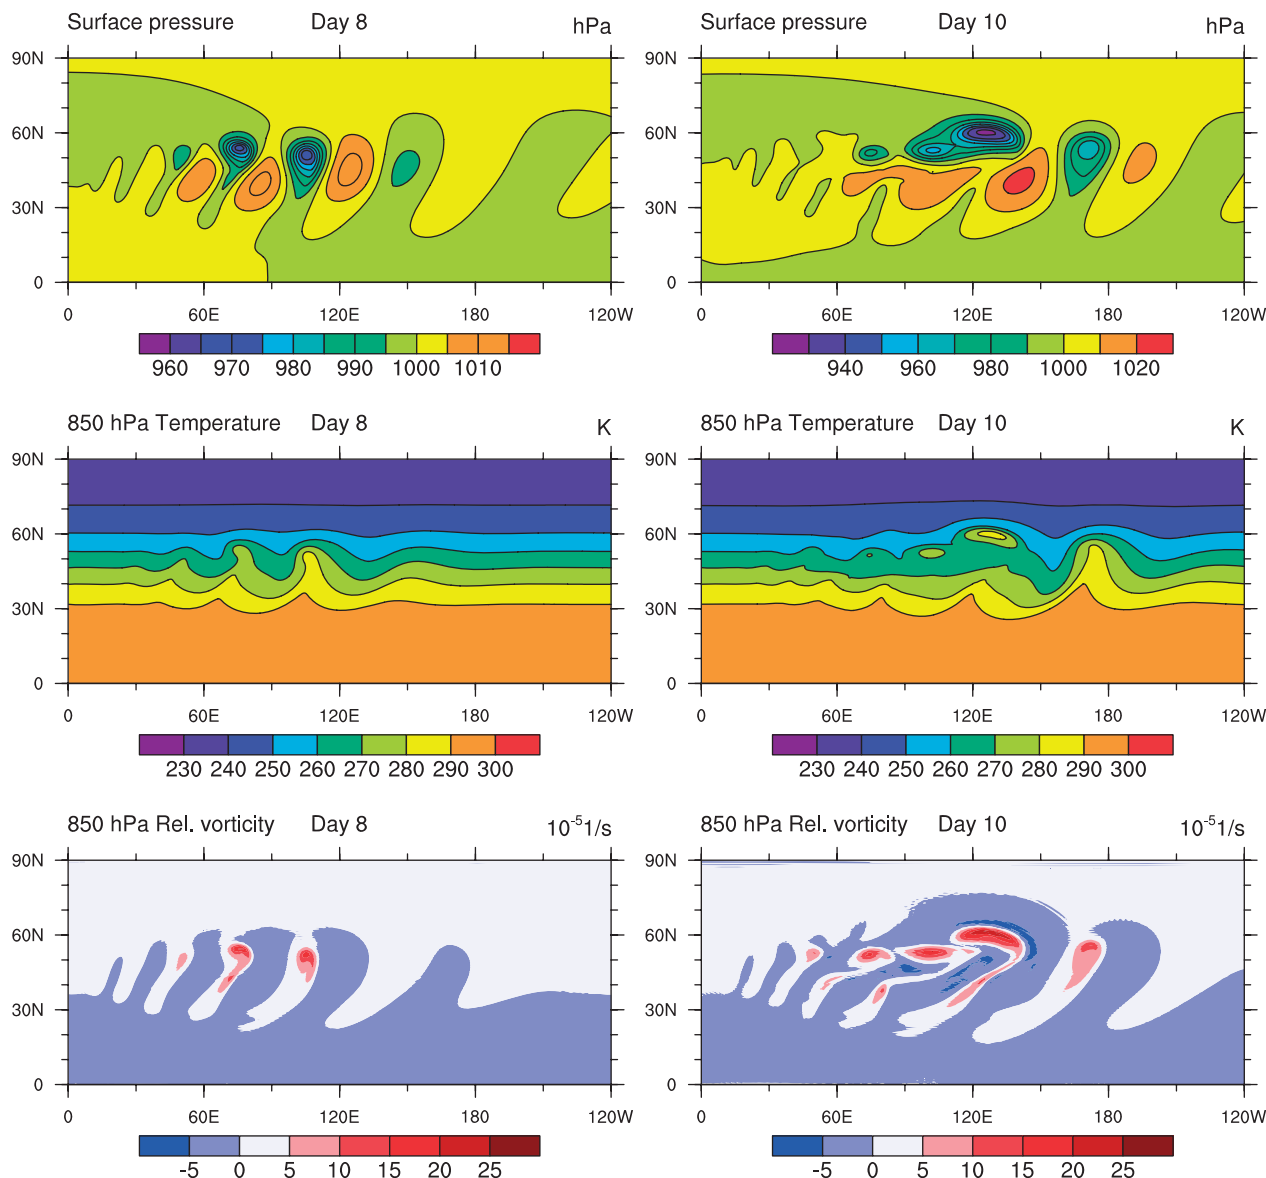 Surface pressure Day 8 hPa
90N
60N
30N
0
0 60E 120E 180 120W
960 970 980 990 1000 1010
Surface pressure Day 10 hPa
90N
60N
30N
0
0 60E 120E 180 120W
940 960 980 1000 1020
850 hPa Temperature Day 8 K
90N
60N
30N
0
0 60E 120E 180 120W
230 240 250 260 270 280 290 300
850 hPa Temperature Day 10 K
90N
60N
30N
0
0 60E 120E 180 120W
230 240 250 260 270 280 290 300
850 hPa Rel. vorticity Day 8 10⁻⁵1/s
90N
60N
30N
0
0 60E 120E 180 120W
-5 0 5 10 15 20 25
850 hPa Rel. vorticity Day 10 10⁻⁵1/s
90N
60N
30N
0
0 60E 120E 180 120W
-5 0 5 10 15 20 25